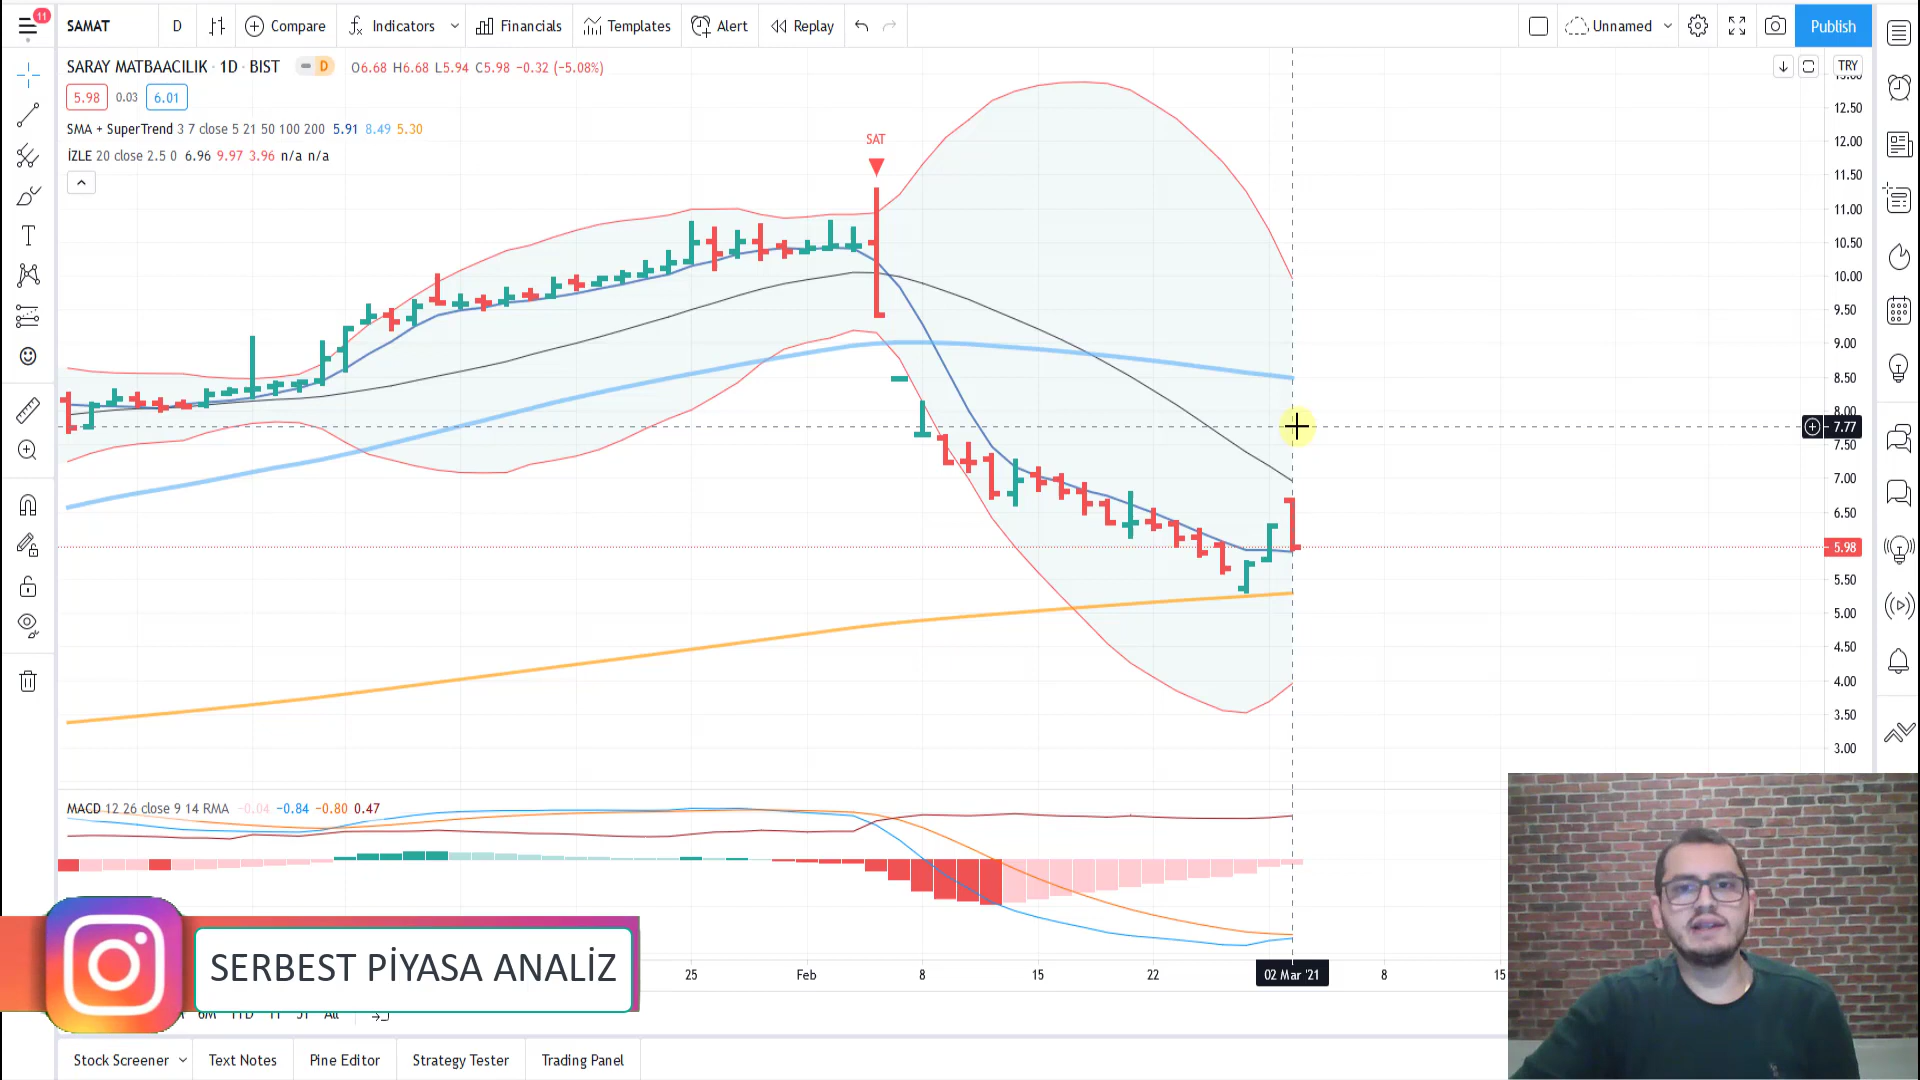 11
SAMAT D Compare Indicators Financials Templates Alert Replay Unnamed Publish
SARAY MATBAACILIK · 1D · BIST D O6.68 H6.68 L5.94 C5.98 −0.32 (−5.08%)
TRY
5.98 0.03 6.01
SMA + SuperTrend 3 7 close 5 21 50 100 200 5.91 8.49 5.30
İZLE 20 close 2.5 0 6.96 9.97 3.96 n/a n/a
SAT
12.50
12.00
11.50
11.00
10.50
10.00
9.50
9.00
8.50
8.00
7.77
7.50
7.00
6.50
5.98
5.50
5.00
4.50
4.00
3.50
3.00
MACD 12 26 close 9 14 RMA −0.04 −0.84 −0.80 0.47
SERBEST PİYASA ANALİZ
25 Feb 8 15 22 02 Mar '21 8 15
Stock Screener Text Notes Pine Editor Strategy Tester Trading Panel